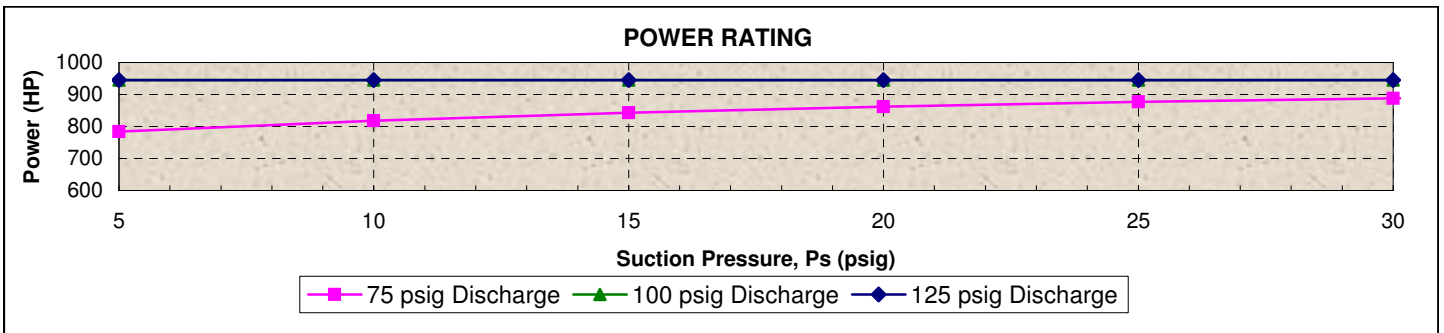 POWER RATING
Power (HP)
1000
900
800
700
600
5 10 15 20 25 30
Suction Pressure, Ps (psig)
75 psig Discharge 100 psig Discharge 125 psig Discharge